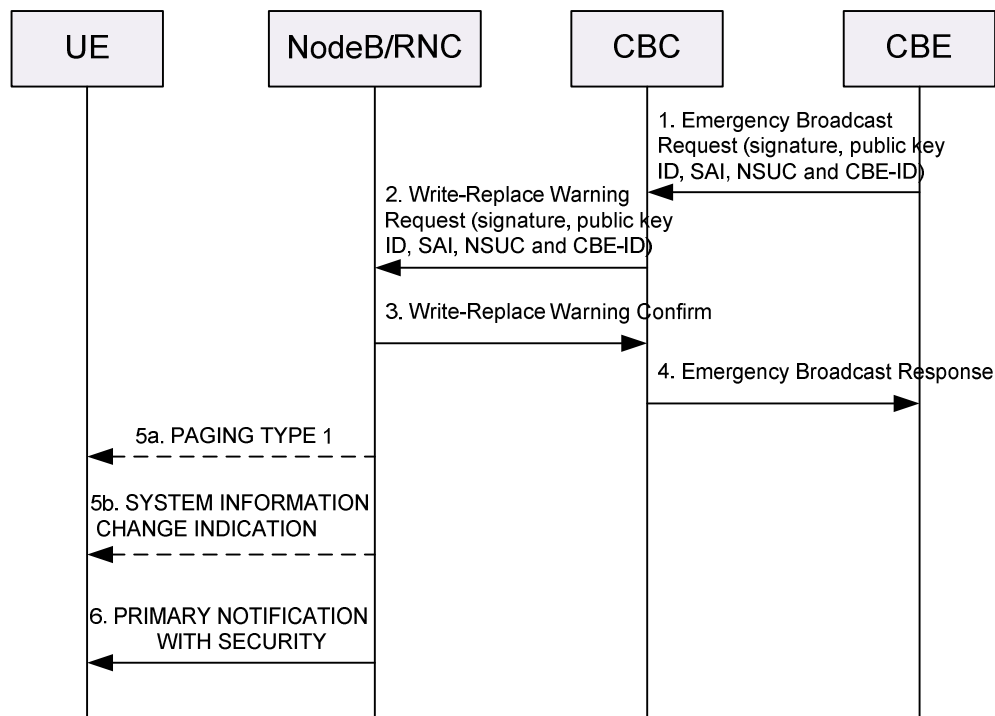 UE
NodeB/RNC
CBC
CBE
1. Emergency Broadcast
Request (signature, public key
ID, SAI, NSUC and CBE-ID)
2. Write-Replace Warning
Request (signature, public key
ID, SAI, NSUC and CBE-ID)
3. Write-Replace Warning Confirm
4. Emergency Broadcast Response
5a. PAGING TYPE 1
5b. SYSTEM INFORMATION
CHANGE INDICATION
6. PRIMARY NOTIFICATION
WITH SECURITY